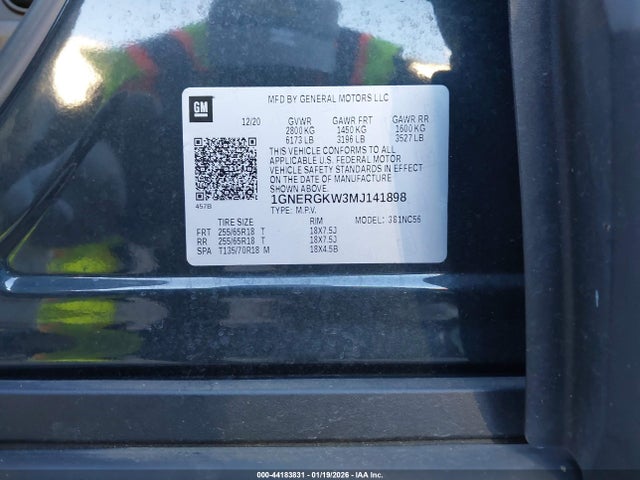 MFD BY GENERAL MOTORS LLC
GM
12/20 GVWR GAWR FRT GAWR RR
2800 KG 1450 KG 1600 KG
6173 LB 3196 LB 3527 LB
THIS VEHICLE CONFORMS TO ALL
APPLICABLE U.S. FEDERAL MOTOR
VEHICLE SAFETY STANDARDS IN EFFECT
ON THE DATE OF MANUFACTURE
SHOWN ABOVE.
1GNERGKW3MJ141898
457B
TYPE: M.P.V. MODEL: 3B1NC56
TIRE SIZE RIM
FRT 255/65R18 T 18X7.5J
RR 255/65R18 T 18X7.5J
SPA T135/70R18 M 18X4.5B
000-44183831 - 01/19/2026 - IAA Inc.